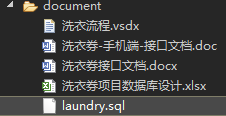 document
洗衣流程.vsdx
洗衣券-手机端-接口文档.doc
洗衣券接口文档.docx
洗衣券项目数据库设计.xlsx
laundry.sql